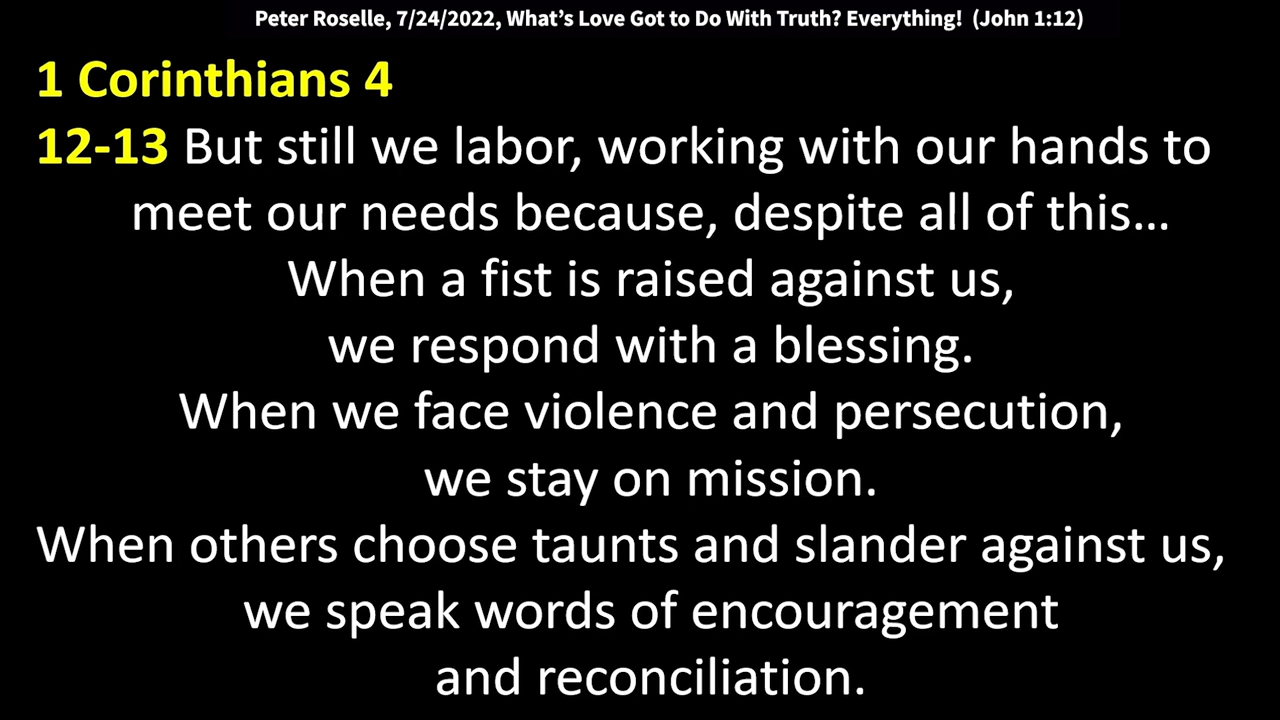 Peter Roselle, 7/24/2022, What’s Love Got to Do With Truth? Everything! (John 1:12)
1 Corinthians 4
12-13 But still we labor, working with our hands to
meet our needs because, despite all of this…
When a fist is raised against us,
we respond with a blessing.
When we face violence and persecution,
we stay on mission.
When others choose taunts and slander against us,
we speak words of encouragement
and reconciliation.